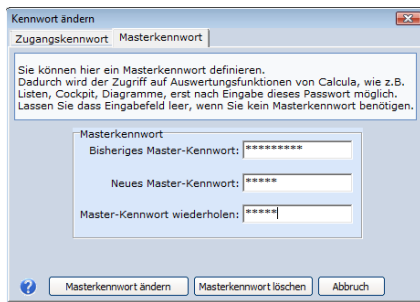 Kennwort ändern
Zugangskennwort Masterkennwort
Sie können hier ein Masterkennwort definieren.
Dadurch wird der Zugriff auf Auswertungsfunktionen von Calcula, wie z.B.
Listen, Cockpit, Diagramme, erst nach Eingabe dieses Passwort möglich.
Lassen Sie dass Eingabefeld leer, wenn Sie kein Masterkennwort benötigen.
Masterkennwort
Bisheriges Master-Kennwort: *********
Neues Master-Kennwort: *****
Master-Kennwort wiederholen: *****
? Masterkennwort ändern Masterkennwort löschen Abbruch